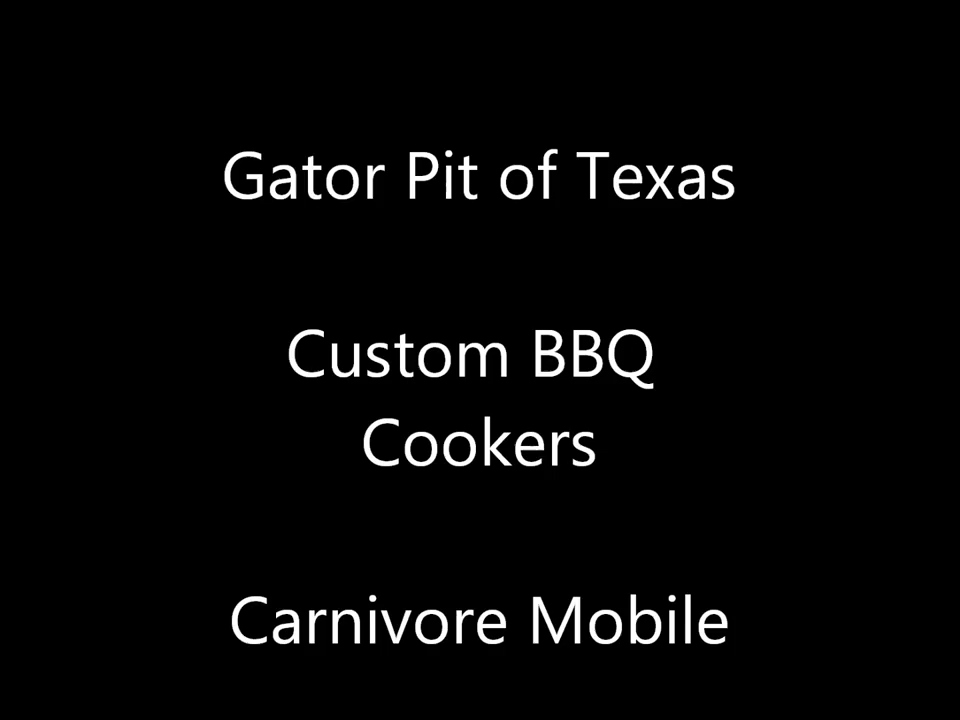 Gator Pit of Texas
Custom BBQ
Cookers
Carnivore Mobile